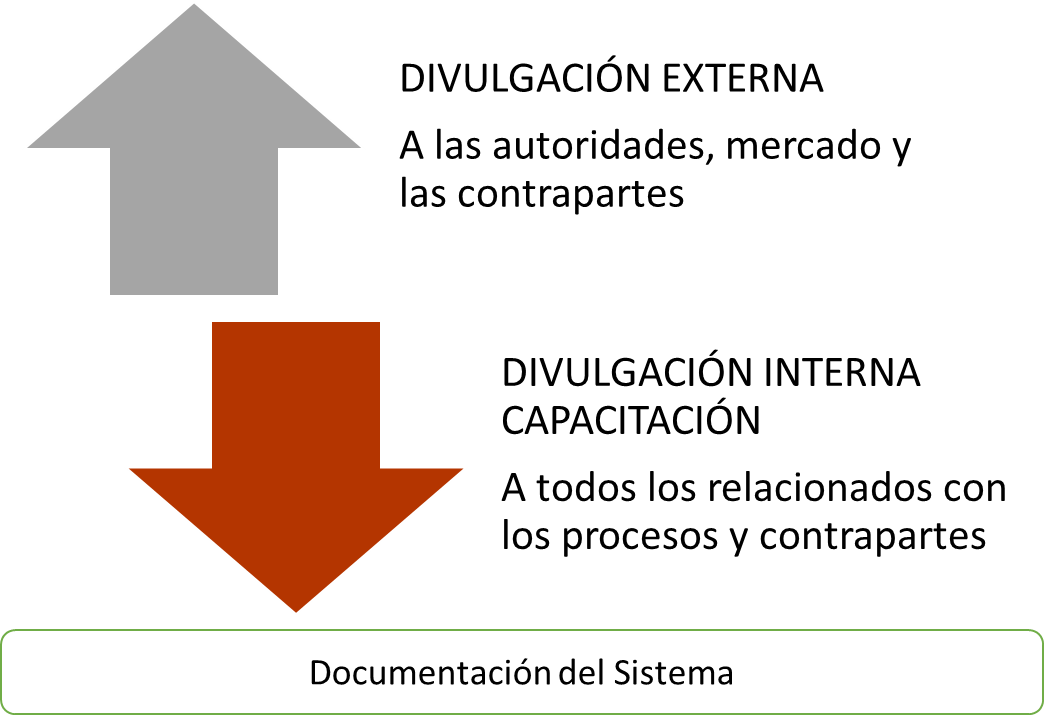 DIVULGACIÓN EXTERNA
A las autoridades, mercado y
las contrapartes
DIVULGACIÓN INTERNA
CAPACITACIÓN
A todos los relacionados con
los procesos y contrapartes
Documentación del Sistema